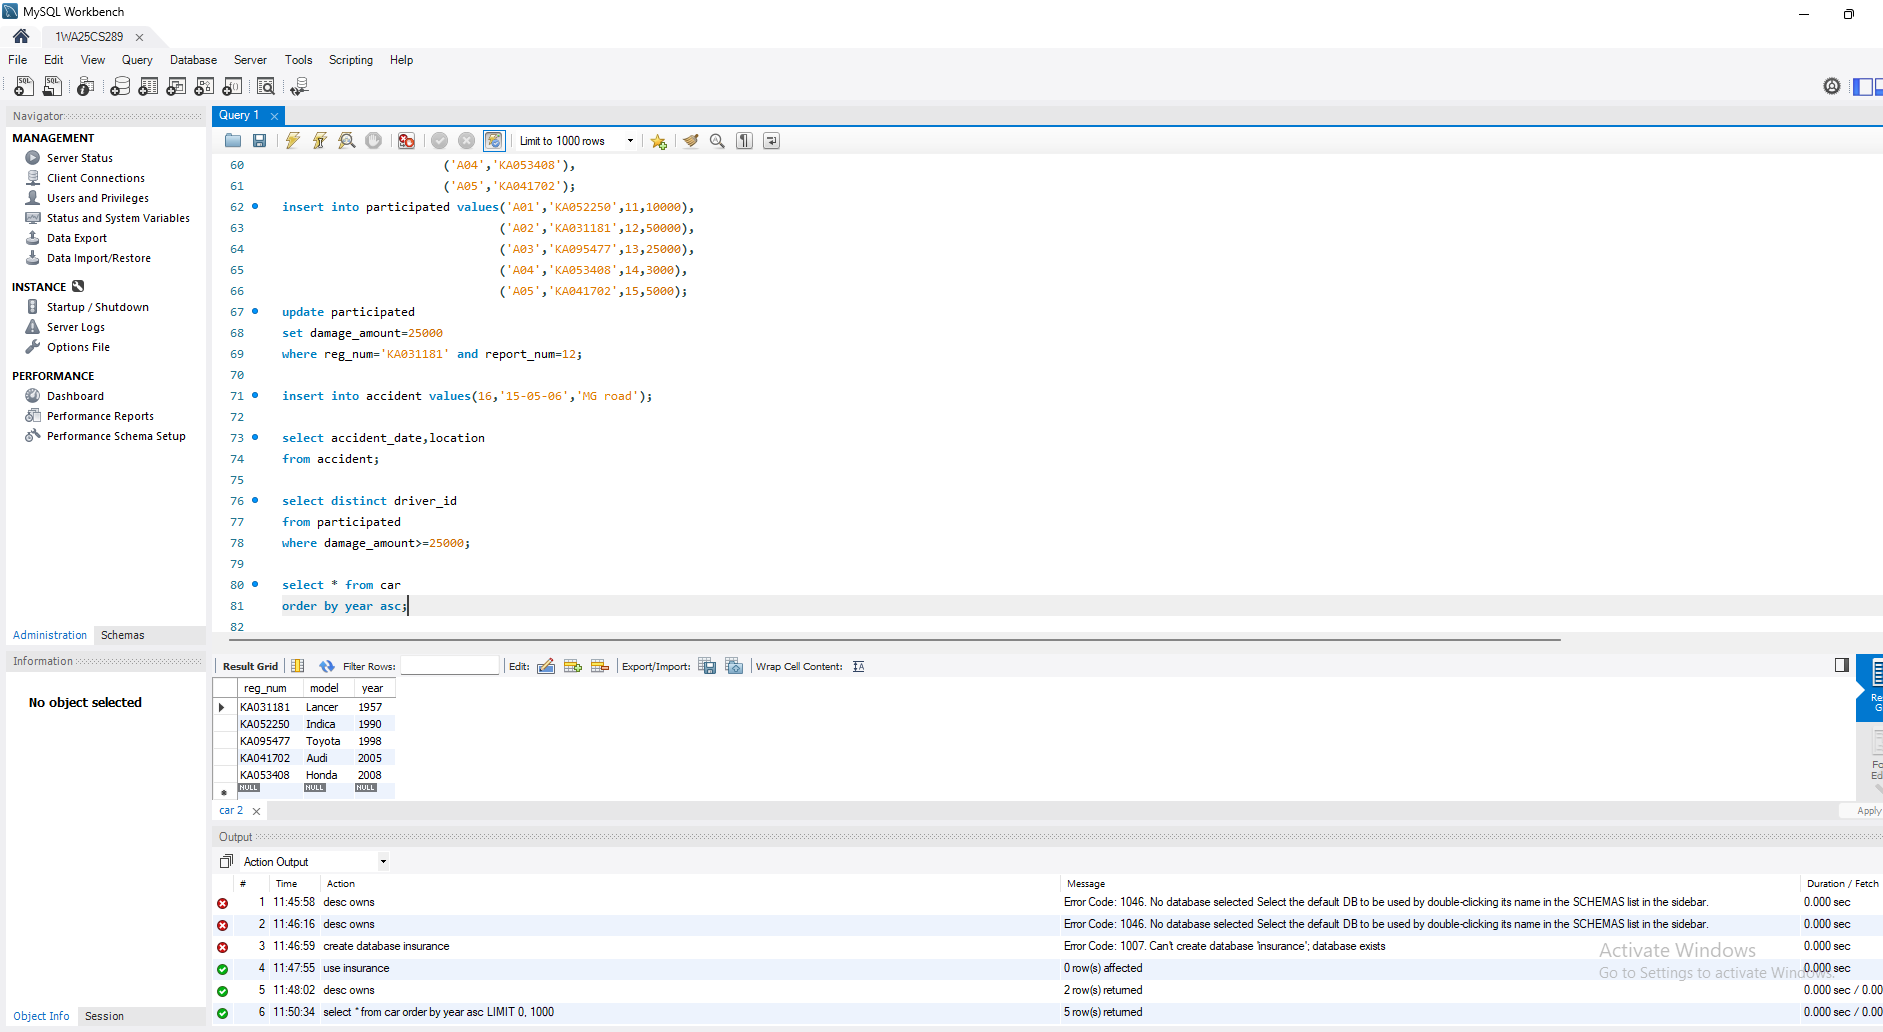 MySQL Workbench
1WA25CS289
File Edit View Query Database Server Tools Scripting Help
Navigator
MANAGEMENT
Server Status
Client Connections
Users and Privileges
Status and System Variables
Data Export
Data Import/Restore
INSTANCE
Startup / Shutdown
Server Logs
Options File
PERFORMANCE
Dashboard
Performance Reports
Performance Schema Setup
Administration Schemas
Information
No object selected
Object Info Session
Query 1
Limit to 1000 rows
60 ('A04','KA053408'),
61 ('A05','KA041702');
62 insert into participated values('A01','KA052250',11,10000),
63 ('A02','KA031181',12,50000),
64 ('A03','KA095477',13,25000),
65 ('A04','KA053408',14,3000),
66 ('A05','KA041702',15,5000);
67 update participated
68 set damage_amount=25000
69 where reg_num='KA031181' and report_num=12;
70
71 insert into accident values(16,'15-05-06','MG road');
72
73 select accident_date,location
74 from accident;
75
76 select distinct driver_id
77 from participated
78 where damage_amount>=25000;
79
80 select * from car
81 order by year asc;
82
Result Grid Filter Rows: Edit: Export/Import: Wrap Cell Content:
reg_num model year
KA031181 Lancer 1957
KA052250 Indica 1990
KA095477 Toyota 1998
KA041702 Audi 2005
KA053408 Honda 2008
NULL NULL NULL
car 2
Apply
Output
Action Output
# Time Action Message Duration / Fetch
1 11:45:58 desc owns Error Code: 1046. No database selected Select the default DB to be used by double-clicking its name in the SCHEMAS list in the sidebar. 0.000 sec
2 11:46:16 desc owns Error Code: 1046. No database selected Select the default DB to be used by double-clicking its name in the SCHEMAS list in the sidebar. 0.000 sec
3 11:46:59 create database insurance Error Code: 1007. Can't create database 'insurance'; database exists 0.000 sec
4 11:47:55 use insurance 0 row(s) affected 0.000 sec
5 11:48:02 desc owns 2 row(s) returned 0.000 sec / 0.00
6 11:50:34 select * from car order by year asc LIMIT 0, 1000 5 row(s) returned 0.000 sec / 0.00
Activate Windows
Go to Settings to activate Windows.